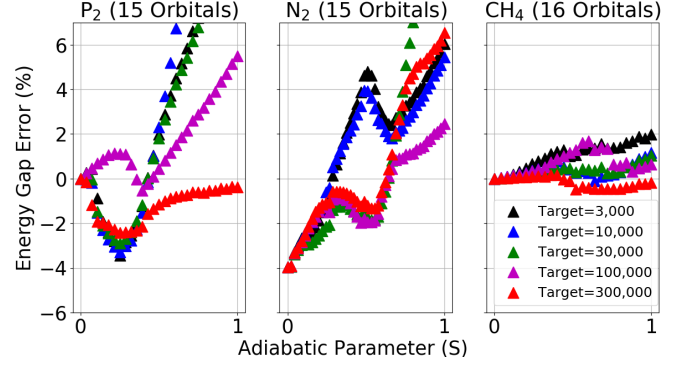 P₂ (15 Orbitals) N₂ (15 Orbitals) CH₄ (16 Orbitals)
Energy Gap Error (%)
6
4
2
0
−2
−4
−6
Target=3,000
Target=10,000
Target=30,000
Target=100,000
Target=300,000
0 1 0 1 0 1
Adiabatic Parameter (S)